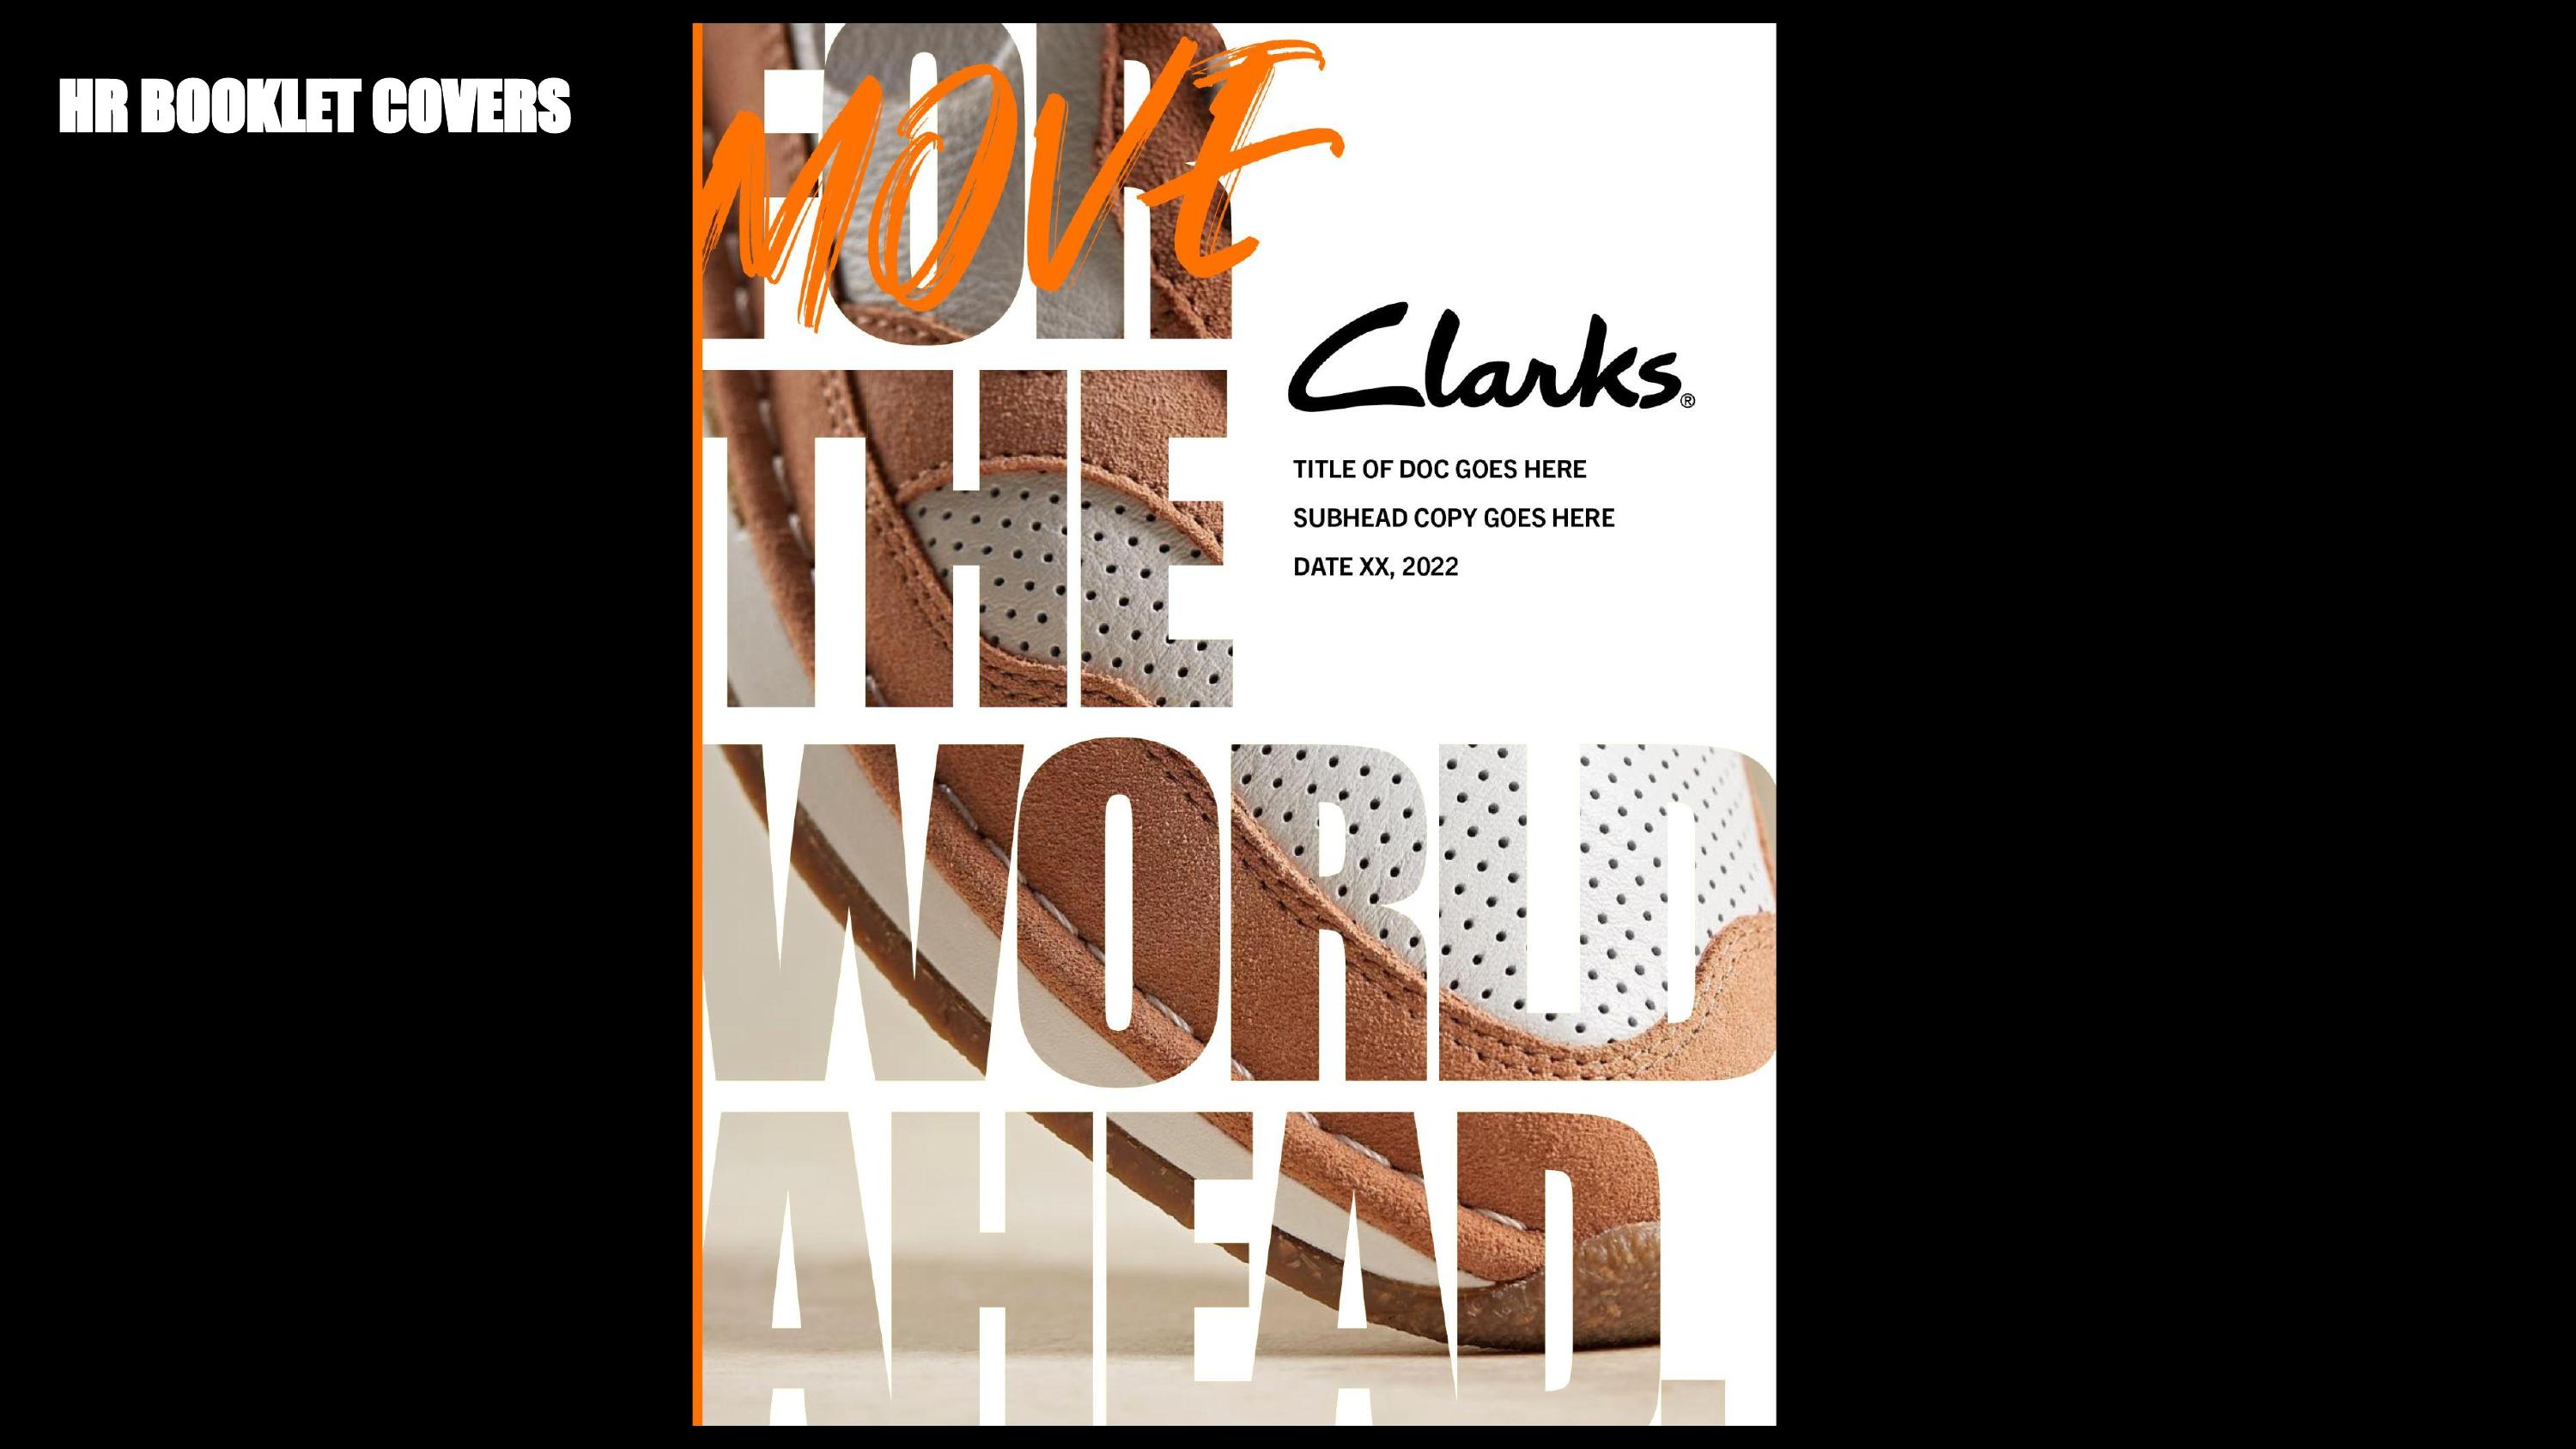 HR BOOKLET COVERS
FOR
MOVE
THE
WORLD
AHEAD.
Clarks®
TITLE OF DOC GOES HERE
SUBHEAD COPY GOES HERE
DATE XX, 2022